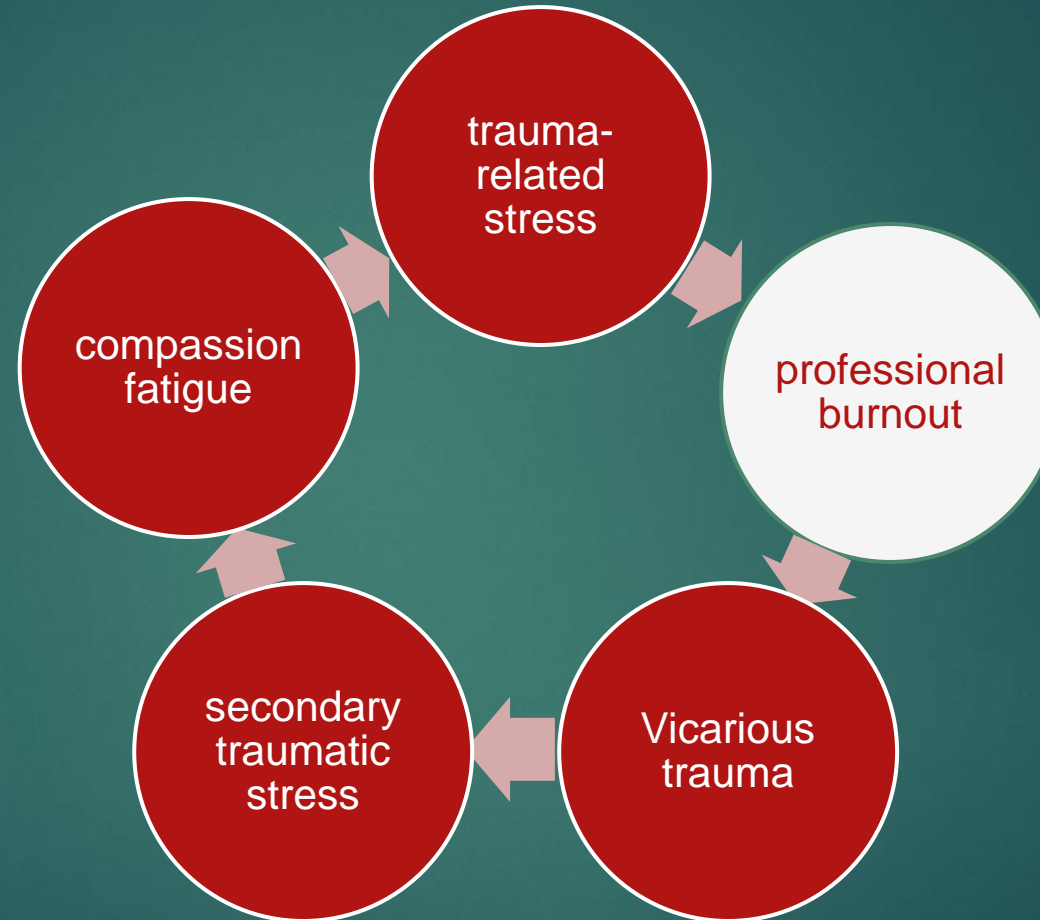 trauma-
related
stress
professional
burnout
Vicarious
trauma
secondary
traumatic
stress
compassion
fatigue